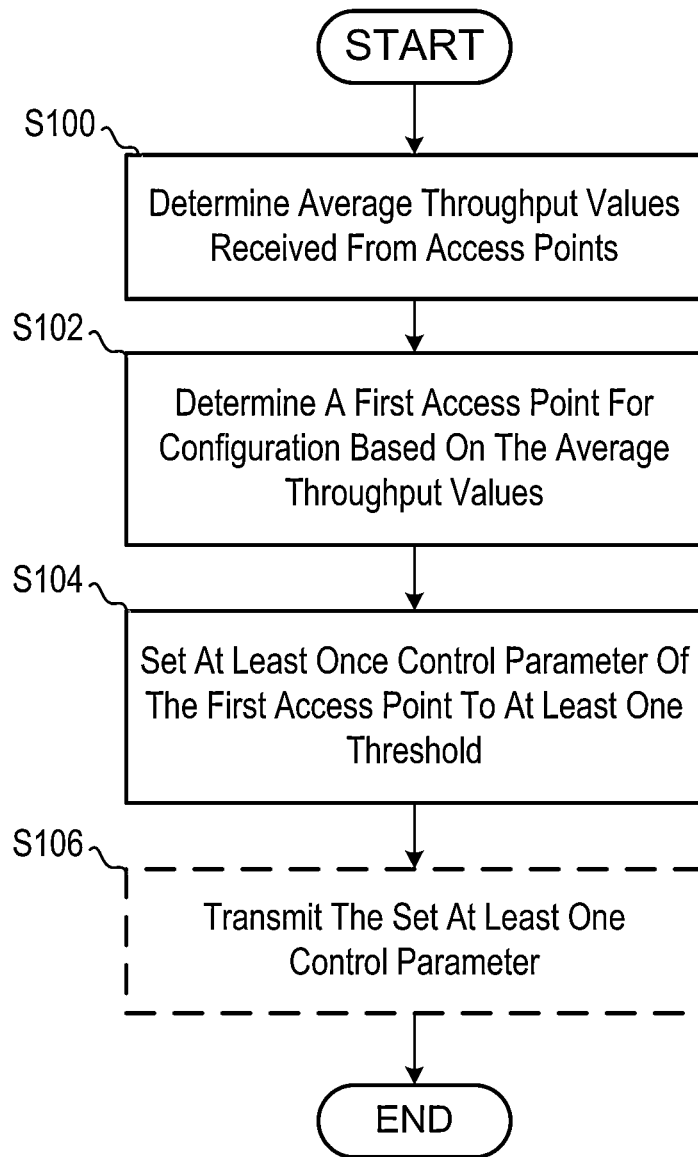 START
S100
Determine Average Throughput Values
Received From Access Points
S102
Determine A First Access Point For
Configuration Based On The Average
Throughput Values
S104
Set At Least Once Control Parameter Of
The First Access Point To At Least One
Threshold
S106
Transmit The Set At Least One
Control Parameter
END